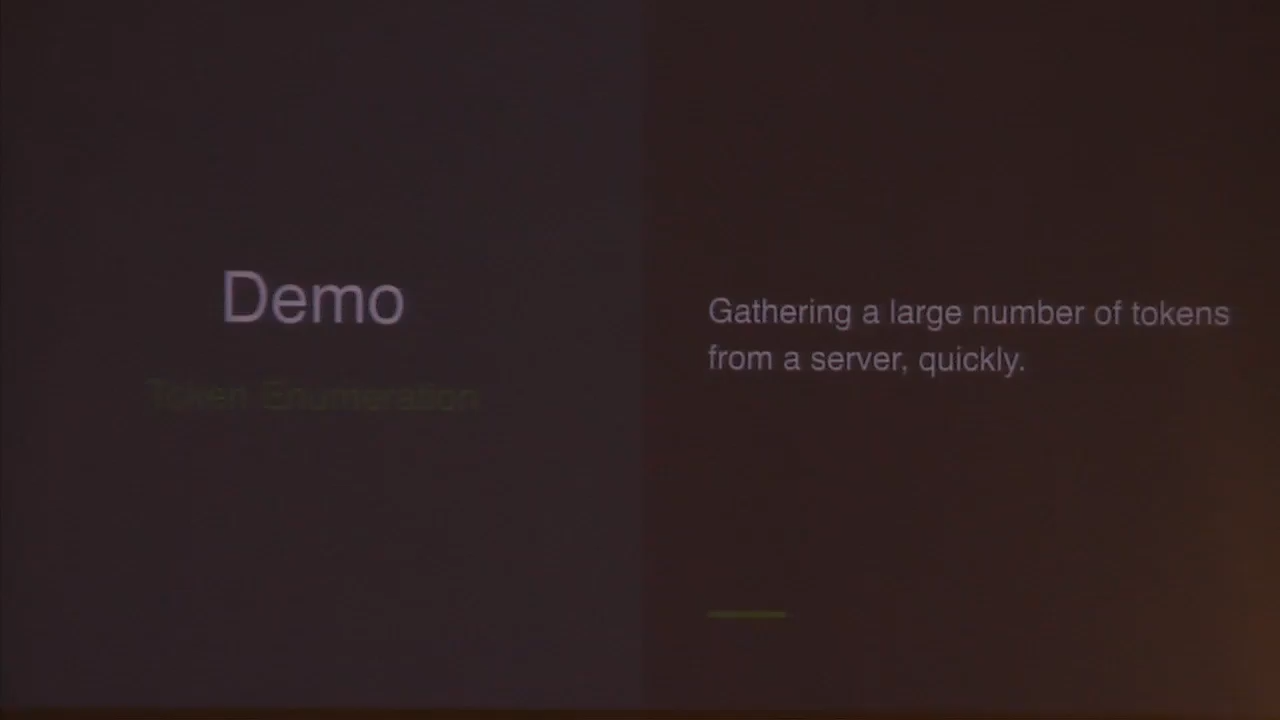 Demo
Token Enumeration
Gathering a large number of tokens
from a server, quickly.